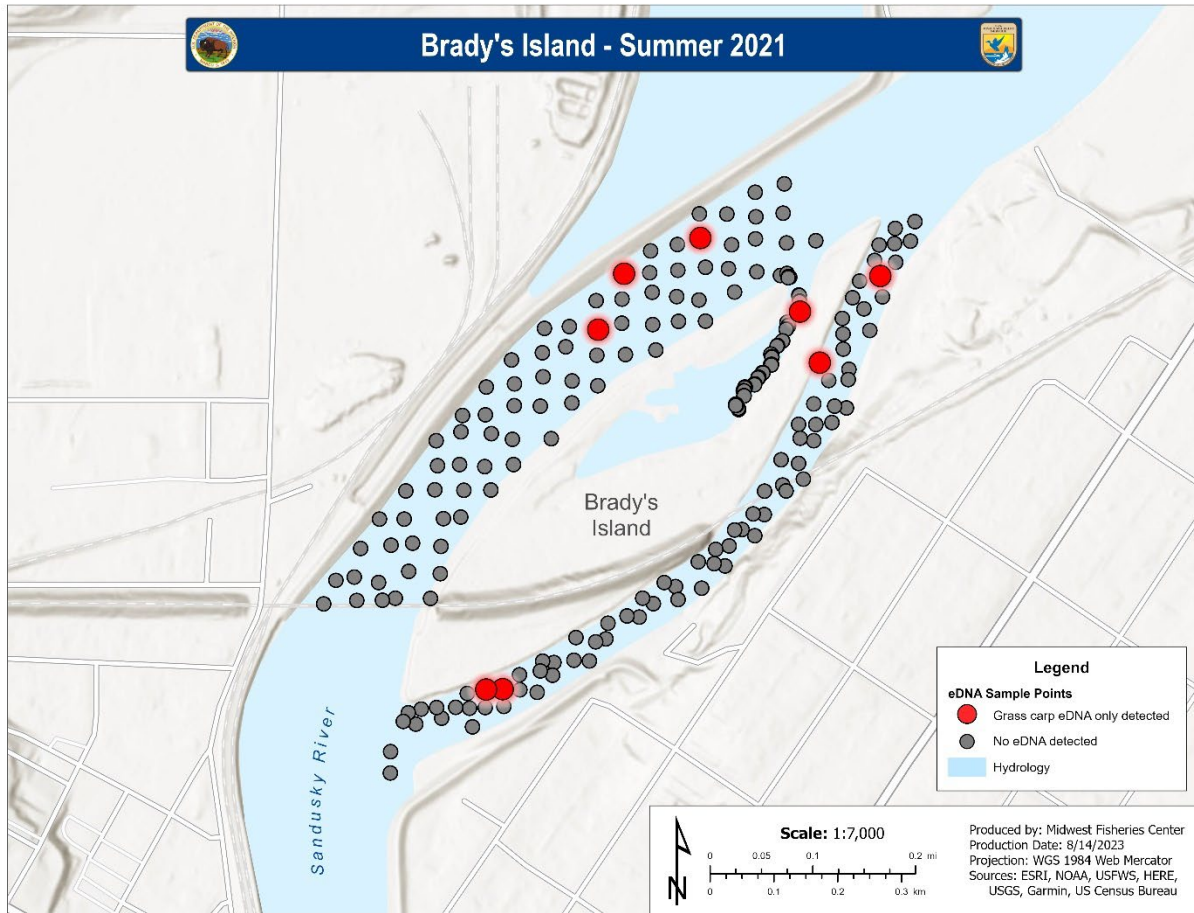 Brady's Island - Summer 2021
Brady's
Island
Sandusky River
Legend
eDNA Sample Points
Grass carp eDNA only detected
No eDNA detected
Hydrology
N
Scale: 1:7,000
0 0.05 0.1 0.2 mi
0 0.1 0.2 0.3 km
Produced by: Midwest Fisheries Center
Production Date: 8/14/2023
Projection: WGS 1984 Web Mercator
Sources: ESRI, NOAA, USFWS, HERE,
USGS, Garmin, US Census Bureau